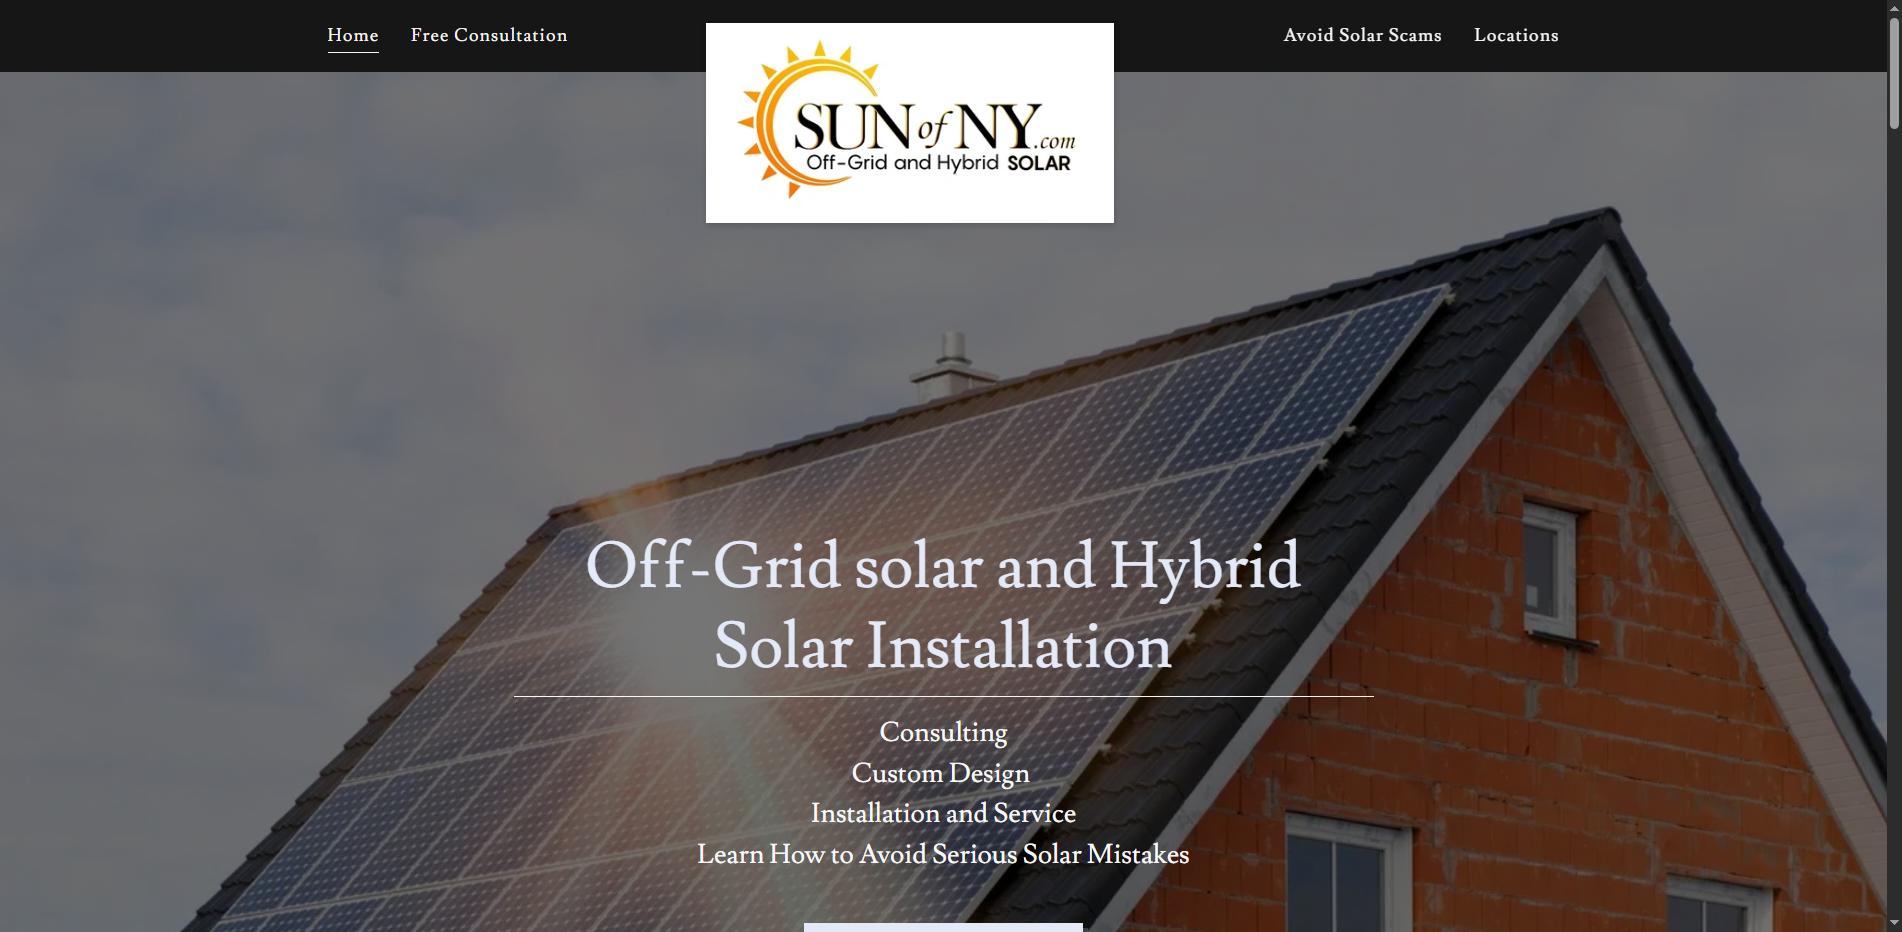 Home
Free Consultation
SUN of NY.com
Off-Grid and Hybrid SOLAR
Avoid Solar Scams
Locations
Off-Grid solar and Hybrid
Solar Installation
Consulting
Custom Design
Installation and Service
Learn How to Avoid Serious Solar Mistakes